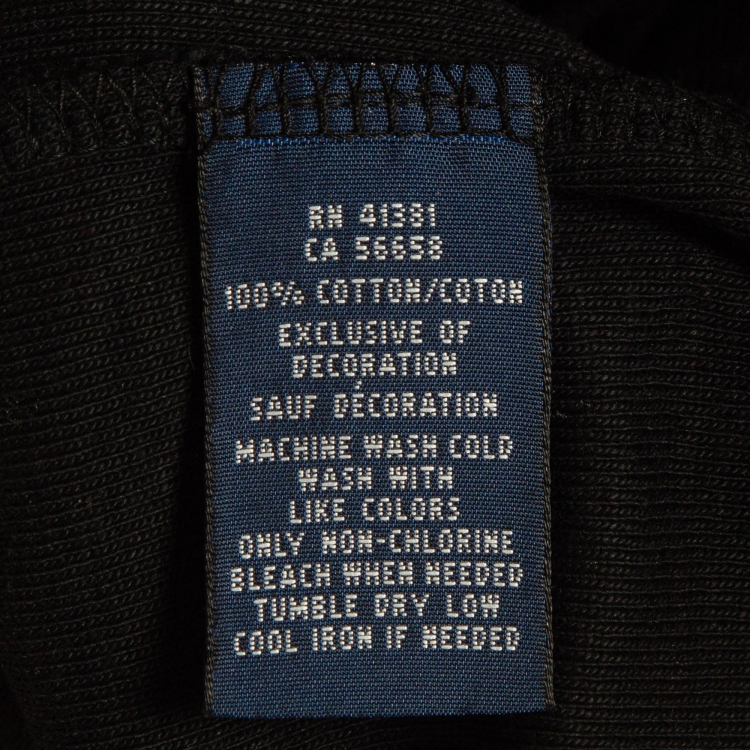 RN 41381
CA 56658
100% COTTON/COTON
EXCLUSIVE OF
DECORATION
SAUF DÉCORATION
MACHINE WASH COLD
WASH WITH
LIKE COLORS
ONLY NON-CHLORINE
BLEACH WHEN NEEDED
TUMBLE DRY LOW
COOL IRON IF NEEDED